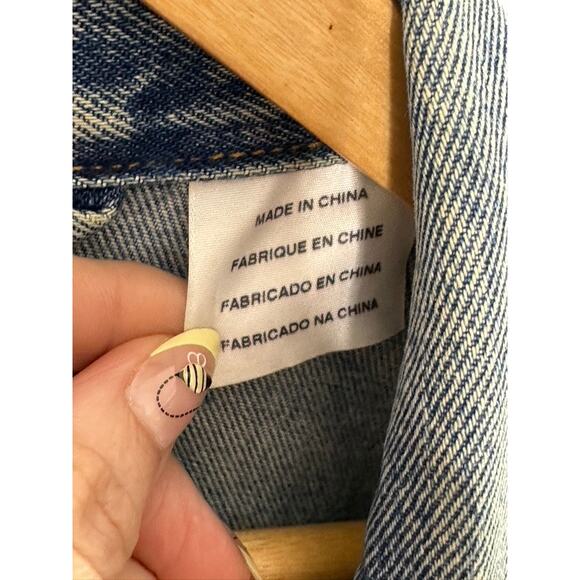 MADE IN CHINA
FABRIQUE EN CHINE
FABRICADO EN CHINA
FABRICADO NA CHINA